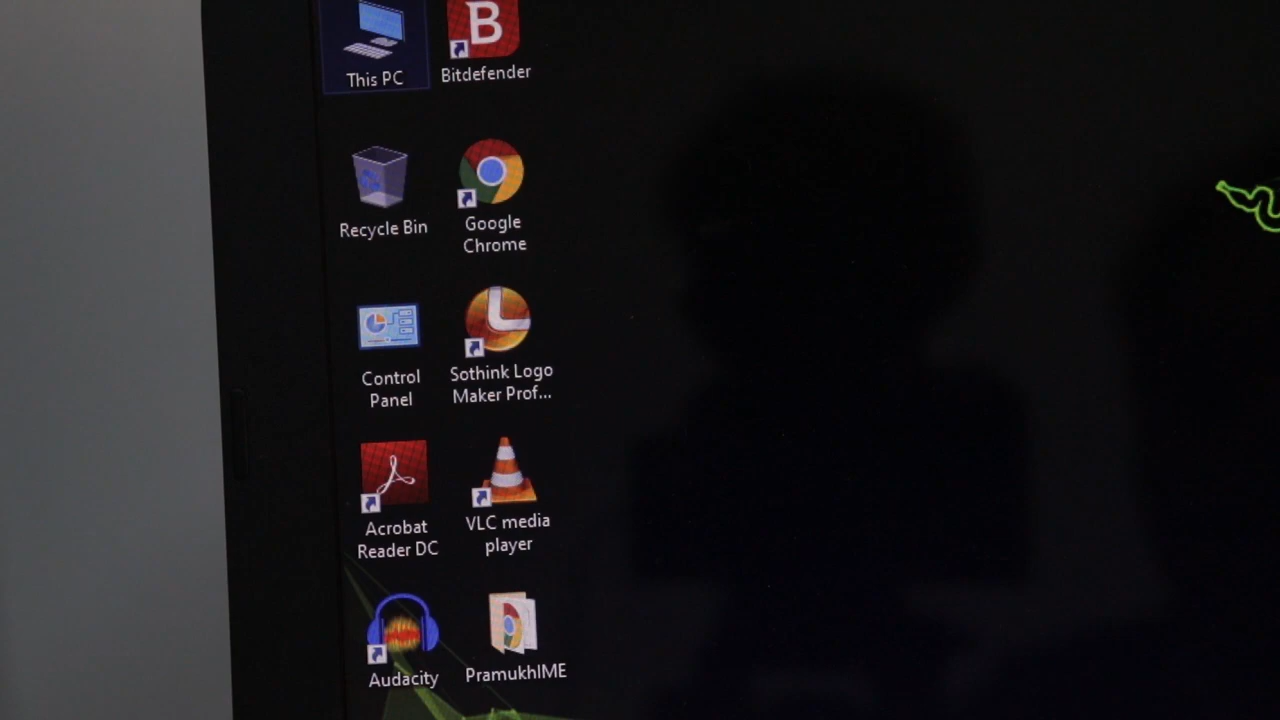 This PC
Bitdefender
Recycle Bin
Google
Chrome
Control
Panel
Sothink Logo
Maker Prof...
Acrobat
Reader DC
VLC media
player
Audacity
PramukhIME